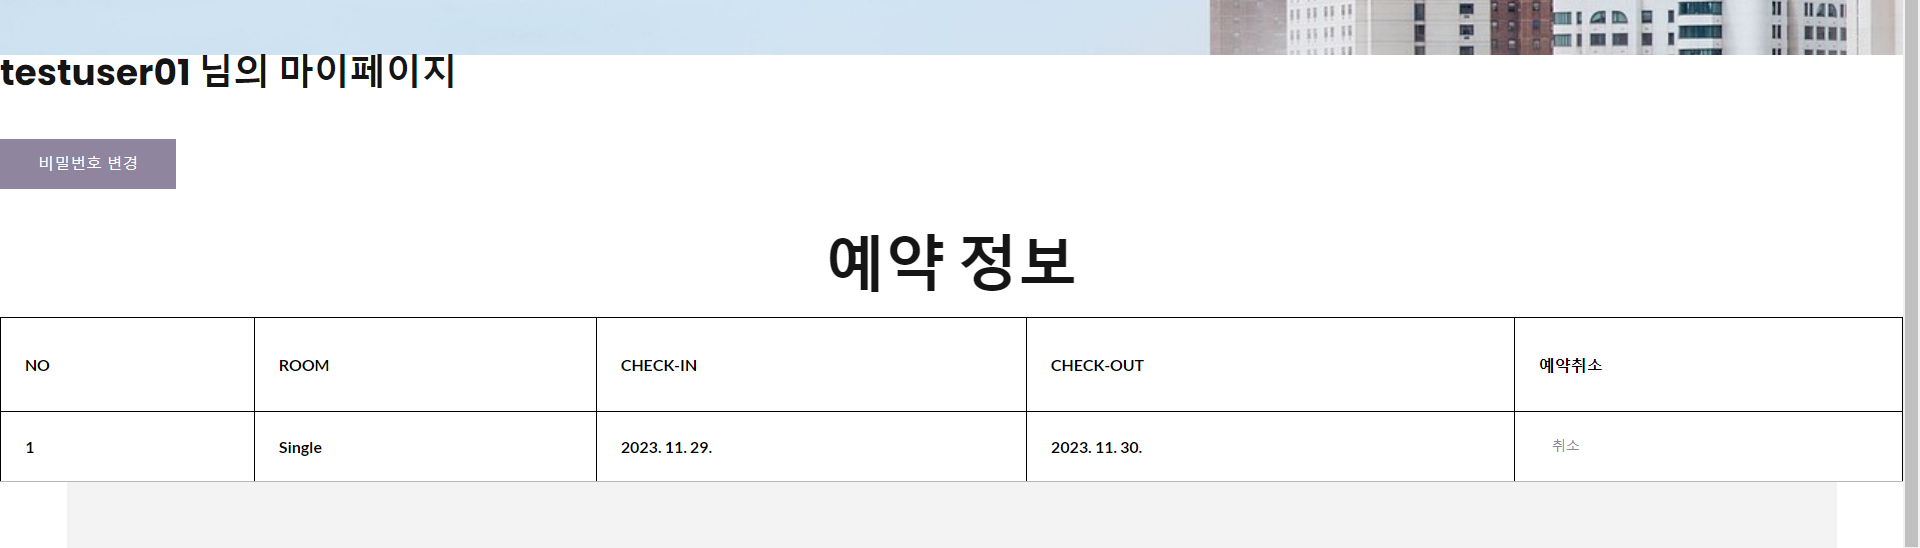 testuser01 님의 마이페이지
비밀번호 변경
예약 정보
NO ROOM CHECK-IN CHECK-OUT 예약취소
1 Single 2023. 11. 29. 2023. 11. 30. 취소